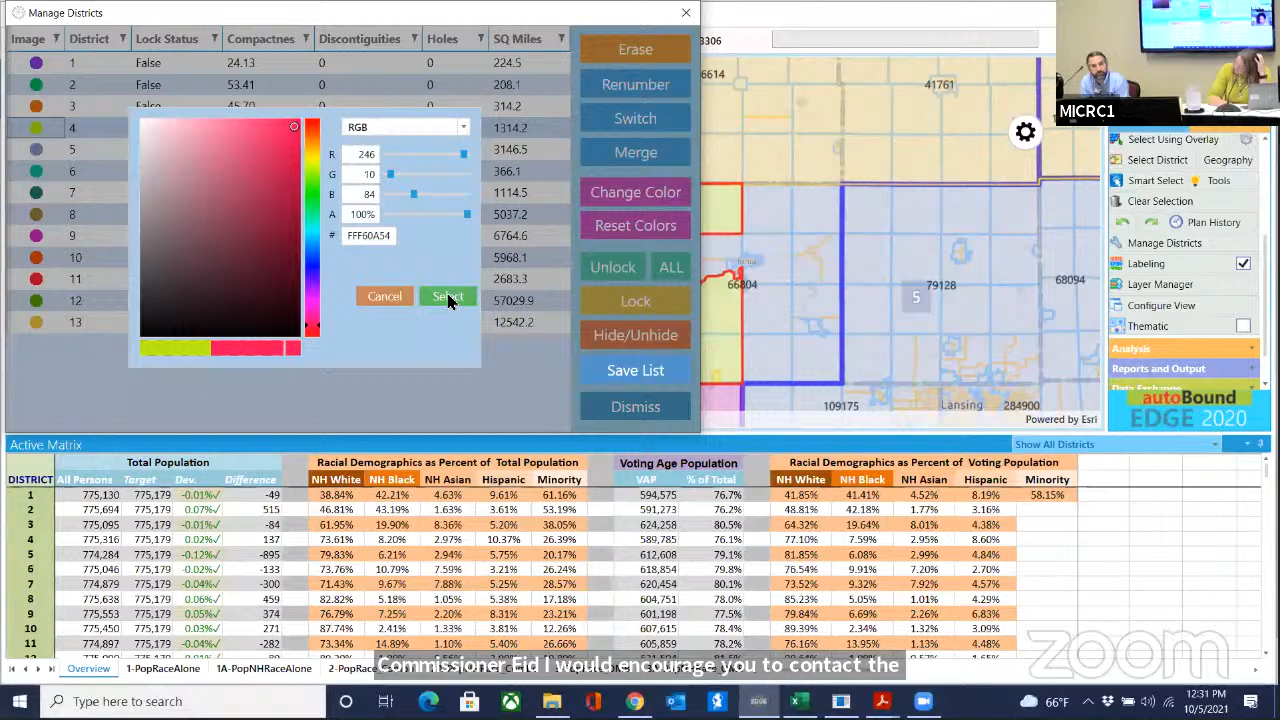 Manage Districts
Image District Lock Status Compactnes Discontiguities Holes SQ Miles
1 False 24.13 0 0 224.5
2 False 53.41 0 0 208.1
3 False 45.70 0 0 314.2
4 1314.2
5 3146.5
6 366.1
7 1114.5
8 5037.2
9 6764.6
10 5968.1
11 2683.3
12 57029.9
13 12542.2
RGB
R 246
G 10
B 84
A 100%
# FFF60A54
Cancel Select
Erase
Renumber
Switch
Merge
Change Color
Reset Colors
Unlock ALL
Lock
Hide/Unhide
Save List
Dismiss
3306
6614
41761
66804
79128
68094
5
109175
Lansing 284900
Powered by Esri
MICRC1
Select Using Overlay
Select District Geography
Smart Select Tools
Clear Selection
Plan History
Manage Districts
Labeling
Layer Manager
Configure View
Thematic
Analysis
Reports and Output
autoBound
EDGE 2020
Active Matrix Show All Districts
Total Population Racial Demographics as Percent of Total Population Voting Age Population Racial Demographics as Percent of Voting Population
DISTRICT All Persons Target Dev. Difference NH White NH Black NH Asian Hispanic Minority VAP % of Total NH White NH Black NH Asian Hispanic Minority
1 775,130 775,179 -0.01%✓ -49 38.84% 42.21% 4.63% 9.61% 61.16% 594,575 76.7% 41.85% 41.41% 4.52% 8.19% 58.15%
2 775,694 775,179 0.07%✓ 515 46.81% 43.19% 1.63% 3.61% 53.19% 591,273 76.2% 48.81% 42.18% 1.77% 3.16%
3 775,095 775,179 -0.01%✓ -84 61.95% 19.90% 8.36% 5.20% 38.05% 624,258 80.5% 64.32% 19.64% 8.01% 4.38%
4 775,316 775,179 0.02%✓ 137 73.61% 8.20% 2.97% 10.37% 26.39% 589,785 76.1% 77.10% 7.59% 2.95% 8.60%
5 774,284 775,179 -0.12%✓ -895 79.83% 6.21% 2.94% 5.75% 20.17% 612,608 79.1% 81.85% 6.08% 2.99% 4.84%
6 775,046 775,179 -0.02%✓ -133 73.76% 10.79% 7.59% 3.21% 26.24% 618,854 79.8% 76.54% 9.91% 7.20% 2.70%
7 774,879 775,179 -0.04%✓ -300 71.43% 9.67% 7.88% 5.25% 28.57% 620,454 80.1% 73.52% 9.32% 7.92% 4.57%
8 775,638 775,179 0.06%✓ 459 82.82% 5.18% 1.05% 5.38% 17.18% 604,751 78.0% 85.23% 5.05% 1.01% 4.29%
9 775,553 775,179 0.05%✓ 374 76.79% 7.25% 2.20% 8.31% 23.21% 601,198 77.5% 79.84% 6.69% 2.26% 6.83%
10 775,450 775,179 0.03%✓ 271 87.74% 2.41% 1.33% 3.81% 12.26% 607,615 78.4% 89.39% 2.34% 1.32% 3.09%
11 774,897 775,179 -0.04%✓ -282 73.34% 14.89% 1.10% 5.06% 26.66% 775,179 76.16% 13.95% 1.13% 4.48%
Commissioner Eid I would encourage you to contact the
Overview 1-PopRaceAlone (A-PopNHRaceAlone
zoom
Type here to search
66°F
12:31 PM
10/5/2021